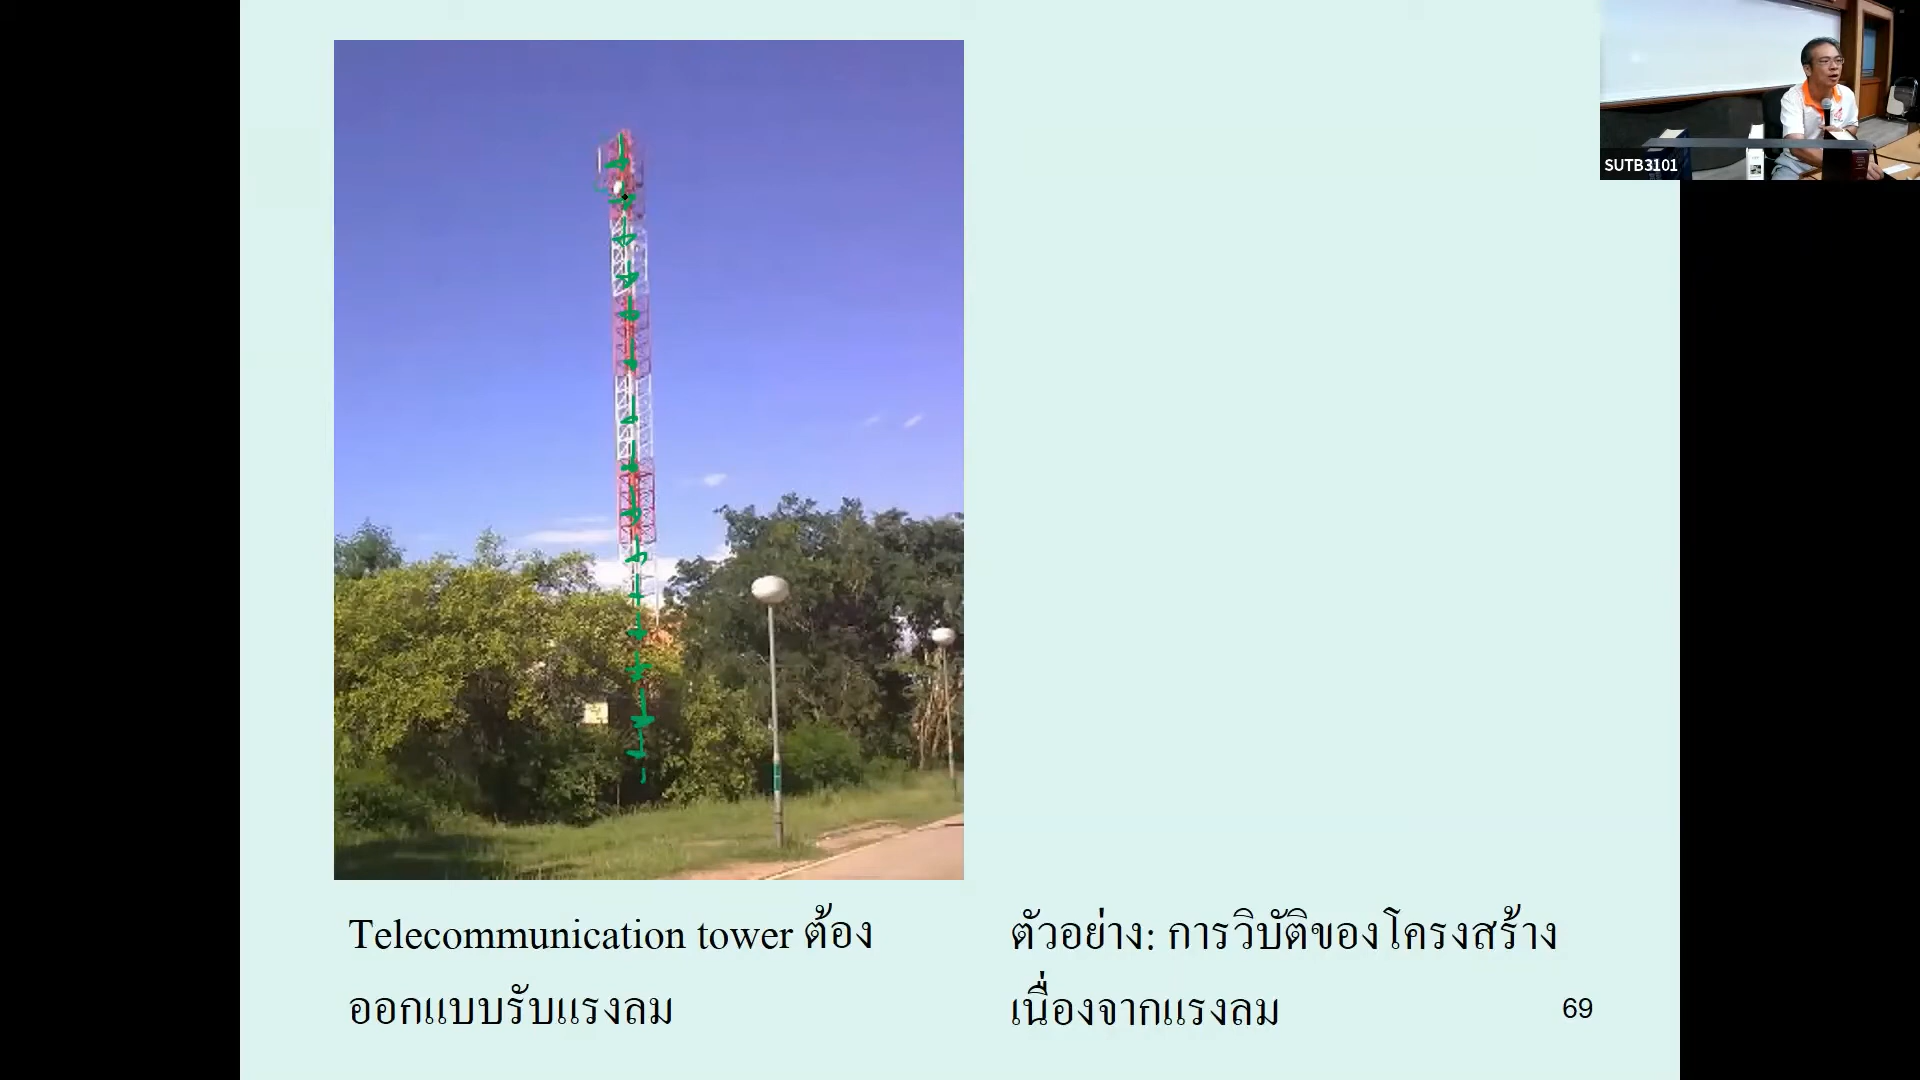 SUTB3101
Telecommunication tower ต้อง
ออกแบบรับแรงลม
ตัวอย่าง: การวิบัติของโครงสร้าง
เนื่องจากแรงลม
69